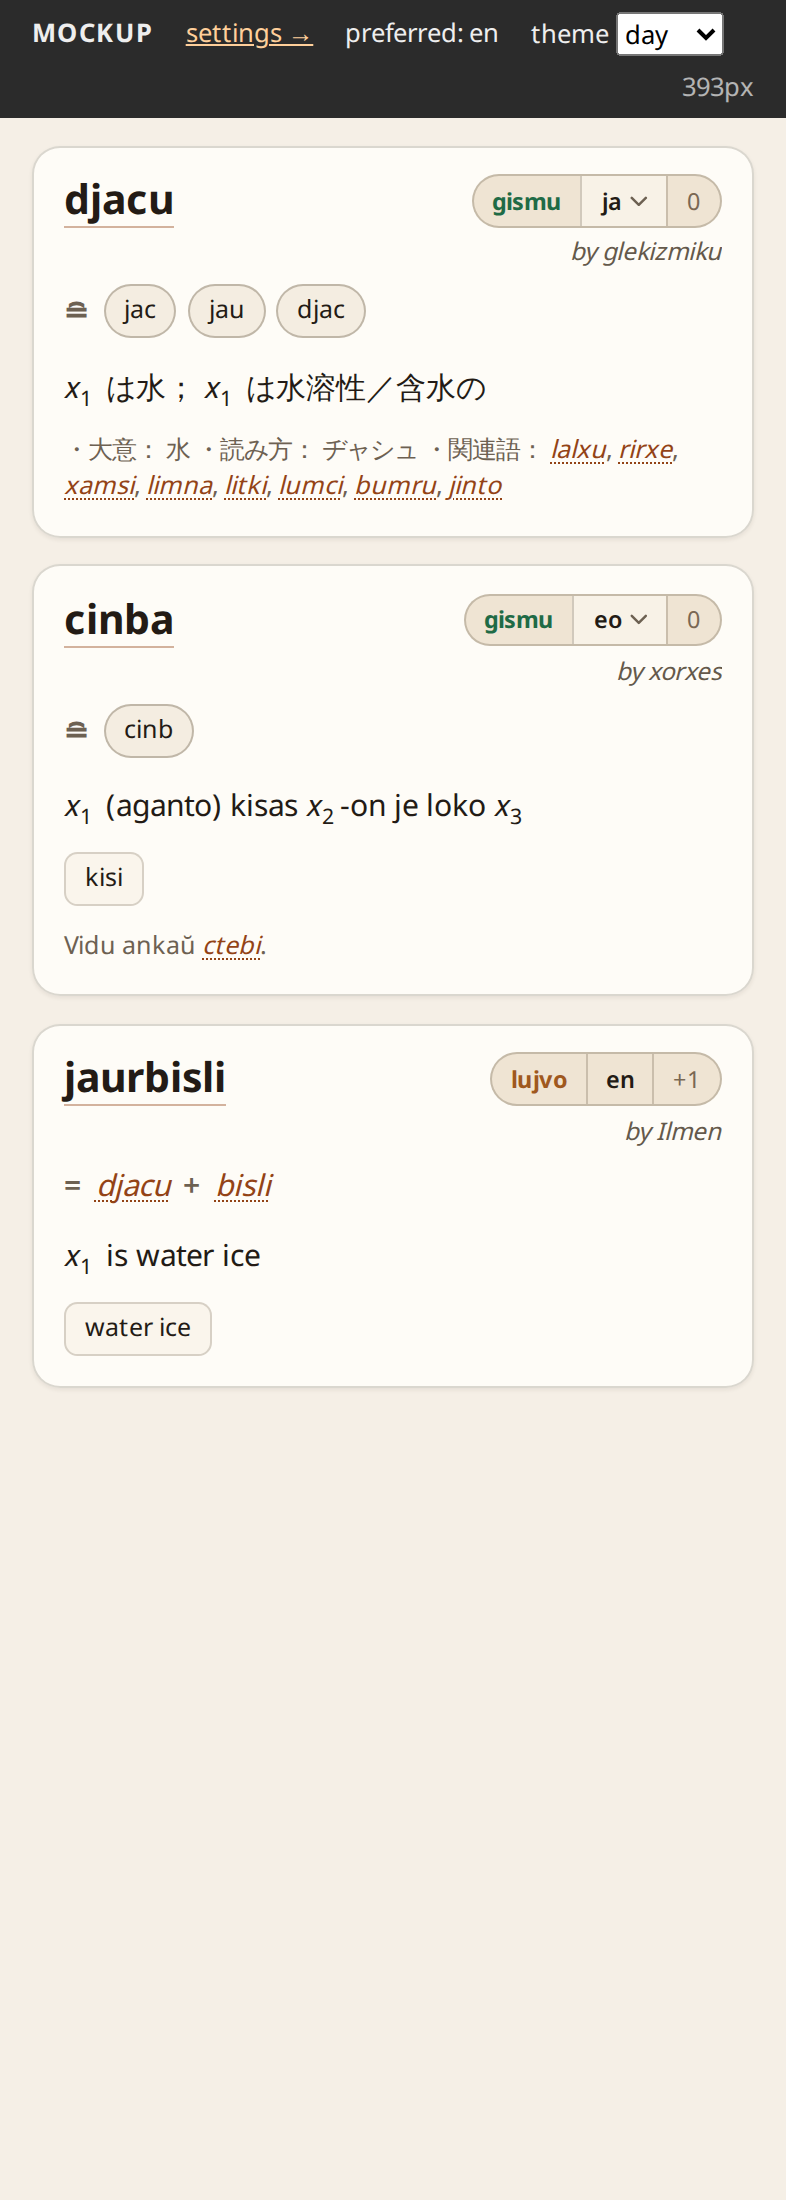 MOCKUP settings → preferred: en theme day
393px
djacu gismu ja 0
by glekizmiku
≘ jac jau djac
x₁ は水； x₁ は水溶性／含水の
・大意： 水 ・読み方： ヂャシュ ・関連語： lalxu, rirxe,
xamsi, limna, litki, lumci, bumru, jinto
cinba gismu eo 0
by xorxes
≘ cinb
x₁ (aganto) kisas x₂ -on je loko x₃
kisi
Vidu ankaŭ ctebi.
jaurbisli lujvo en +1
by Ilmen
= djacu + bisli
x₁ is water ice
water ice